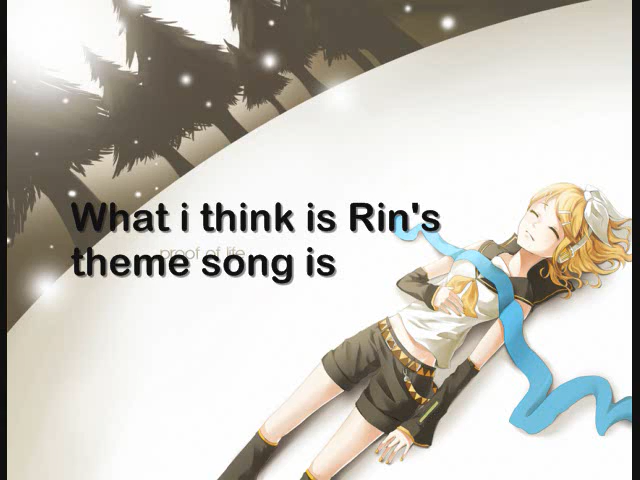 What i think is Rin's
proof of life
theme song is